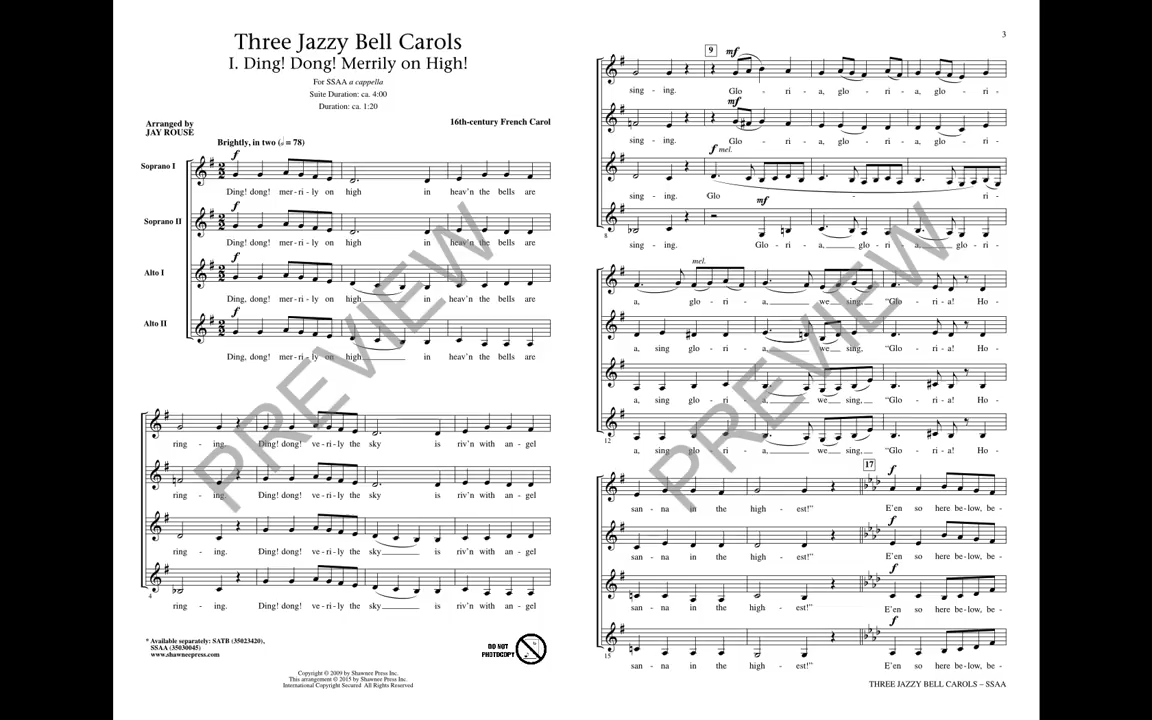 Three Jazzy Bell Carols
I. Ding! Dong! Merrily on High!
For SSAA a cappella
Suite Duration: ca. 4:00
Duration: ca. 1:20
Arranged by
JAY ROUSE
16th-century French Carol
Brightly, in two (𝅗𝅥 = 78)
Soprano I
f
Ding! dong! mer - ri - ly on high in heav'n the bells are
Soprano II
f
Ding! dong! mer - ri - ly on high in heav'n the bells are
Alto I
f
Ding, dong! mer - ri - ly on high in heav'n the bells are
Alto II
f
Ding, dong! mer - ri - ly on high in heav'n the bells are
PREVIEW
ring - ing. Ding! dong! ve - ri - ly the sky is riv'n with an - gel
ring - ing. Ding! dong! ve - ri - ly the sky is riv'n with an - gel
ring - ing. Ding! dong! ve - ri - ly the sky is riv'n with an - gel
4
ring - ing. Ding! dong! ve - ri - ly the sky is riv'n with an - gel
* Available separately: SATB (35023420),
SSAA (35030045)
www.shawneepress.com
DO NOT
PHOTOCOPY
Copyright © 2009 by Shawnee Press Inc.
This arrangement © 2015 by Shawnee Press Inc.
International Copyright Secured All Rights Reserved
3
9
mf
sing - ing. Glo - ri - a, glo - ri -
mf
sing - ing. Glo - ri - a, glo - ri -
f mel.
sing - ing. Glo ri -
mf
8
sing - ing. Glo - ri - a, glo - ri -
PREVIEW
mel.
a, glo - ri - a, we sing, "Glo - ri - a! Ho -
a, sing glo - ri - a, we sing, "Glo - ri - a! Ho -
a, sing glo - ri - a, we sing, "Glo - ri - a! Ho -
12
a, sing glo - ri - a, we sing, "Glo - ri - a! Ho -
17
f
san - na in the high - est!" E'en so here be - low, be -
f
san - na in the high - est!" E'en so here be - low, be -
f
san - na in the high - est!" E'en so here be - low, be -
f
15
san - na in the high - est!" E'en so here be - low, be -
THREE JAZZY BELL CAROLS – SSAA